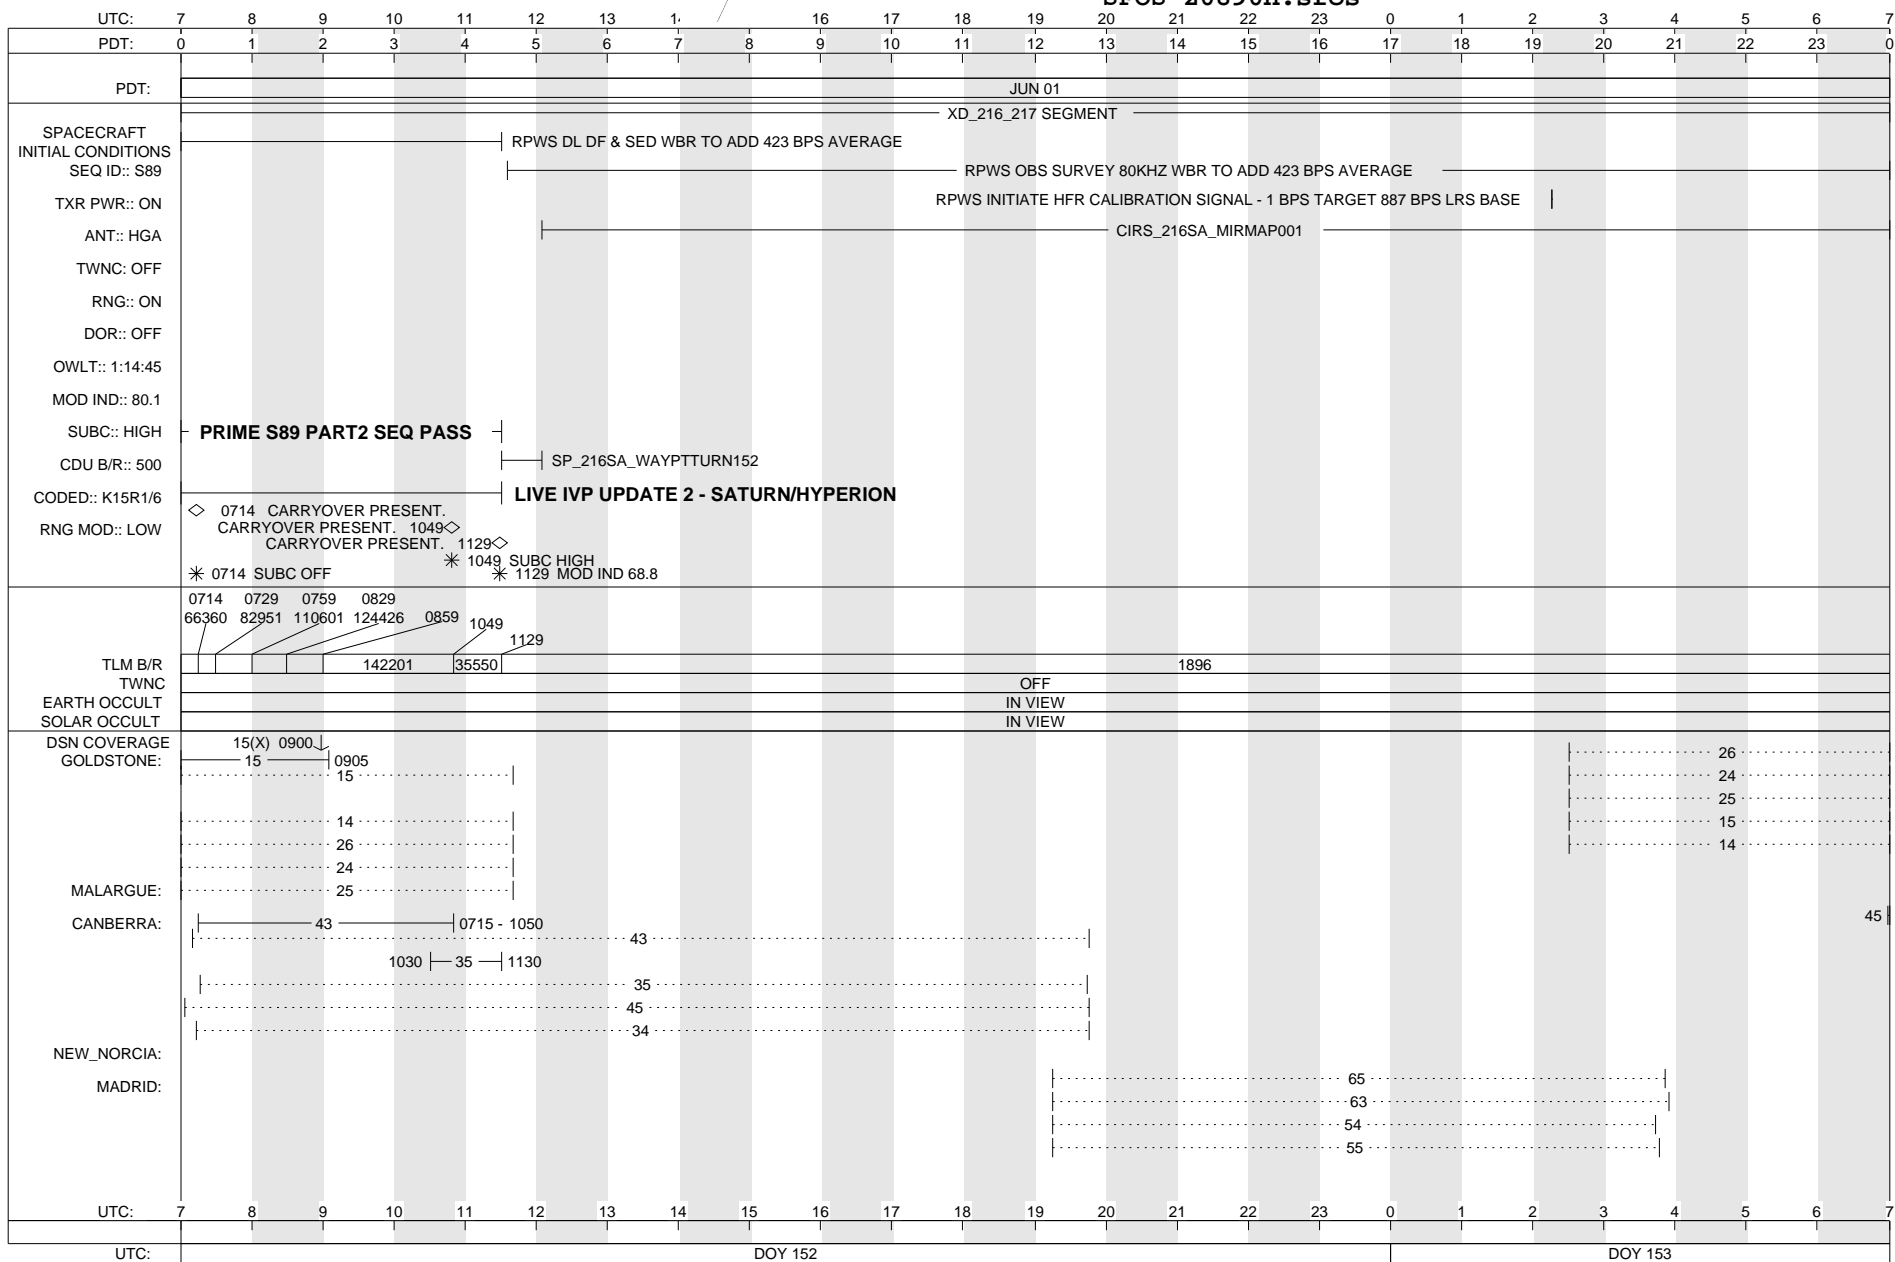 UTC: 7 8 9 10 11 12 13 16 17 18 19 20 21 22 23 0 1 2 3 4 5 6 7
PDT: 0 1 2 3 4 5 6 7 8 9 10 11 12 13 14 15 16 17 18 19 20 21 22 23 0
PDT: JUN 01
XD_216_217 SEGMENT
SPACECRAFT
INITIAL CONDITIONS
RPWS DL DF & SED WBR TO ADD 423 BPS AVERAGE
SEQ ID:: S89
RPWS OBS SURVEY 80KHZ WBR TO ADD 423 BPS AVERAGE
TXR PWR:: ON
RPWS INITIATE HFR CALIBRATION SIGNAL - 1 BPS TARGET 887 BPS LRS BASE
ANT:: HGA
CIRS_216SA_MIRMAP001
TWNC: OFF
RNG:: ON
DOR:: OFF
OWLT:: 1:14:45
MOD IND:: 80.1
SUBC:: HIGH
PRIME S89 PART2 SEQ PASS
CDU B/R:: 500
SP_216SA_WAYPTTURN152
CODED:: K15R1/6
LIVE IVP UPDATE 2 - SATURN/HYPERION
0714 CARRYOVER PRESENT.
RNG MOD:: LOW
CARRYOVER PRESENT. 1049
CARRYOVER PRESENT. 1129
1049 SUBC HIGH
0714 SUBC OFF
1129 MOD IND 68.8
0714 0729 0759 0829
66360 82951 110601 124426 0859 1049
1129
TLM B/R 142201 35550 1896
TWNC OFF
EARTH OCCULT IN VIEW
SOLAR OCCULT IN VIEW
DSN COVERAGE 15(X) 0900
GOLDSTONE: 15 0905 26
15 24
25
14 15
26 14
24
MALARGUE: 25
45
CANBERRA: 43 0715 - 1050
43
1030 35 1130
35
45
34
NEW_NORCIA:
MADRID: 65
63
54
55
UTC: 7 8 9 10 11 12 13 14 15 16 17 18 19 20 21 22 23 0 1 2 3 4 5 6 7
UTC: DOY 152 DOY 153